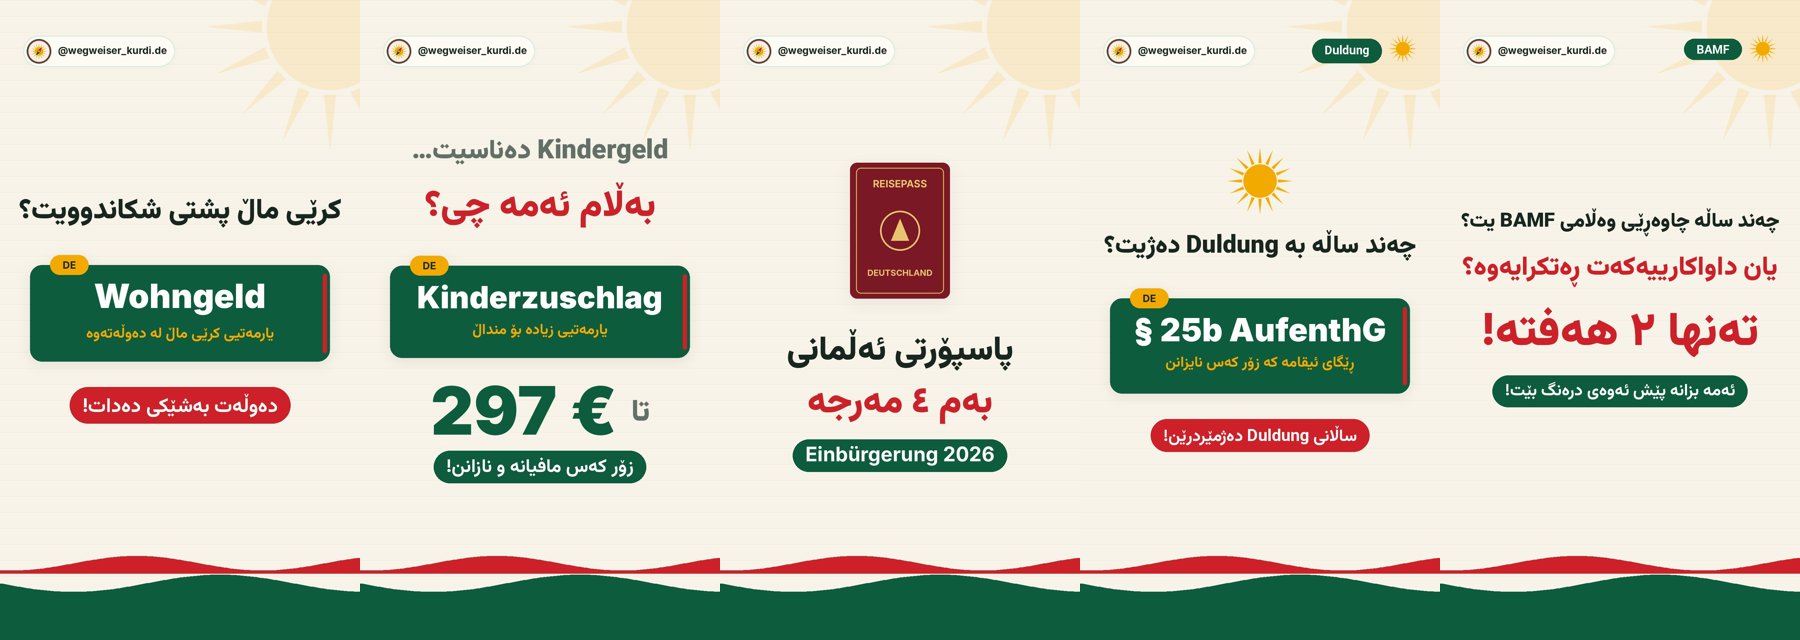 @wegweiser_kurdi.de
کرێی ماڵ پشتی شکاندوویت؟
DE
Wohngeld
یارمەتیی کرێی ماڵ لە دەوڵەتەوە
دەوڵەت بەشێکی دەدات!
@wegweiser_kurdi.de
Kindergeld دەناسیت...
بەڵام ئەمە چی؟
DE
Kinderzuschlag
یارمەتیی زیادە بۆ منداڵ
تا 297 €
زۆر کەس مافیانە و نازانن!
@wegweiser_kurdi.de
REISEPASS
DEUTSCHLAND
پاسپۆرتی ئەڵمانی
بەم ٤ مەرجە
Einbürgerung 2026
@wegweiser_kurdi.de
Duldung
چەند ساڵە بە Duldung دەژیت؟
DE
§ 25b AufenthG
ڕێگای ئیقامە کە زۆر کەس نایزانن
ساڵانی Duldung دەژمێردرێن!
@wegweiser_kurdi.de
BAMF
چەند ساڵە چاوەڕێی وەڵامی BAMF یت؟
یان داواکارییەکەت ڕەتکرایەوە؟
تەنها ٢ هەفتە!
ئەمە بزانە پێش ئەوەی درەنگ بێت!